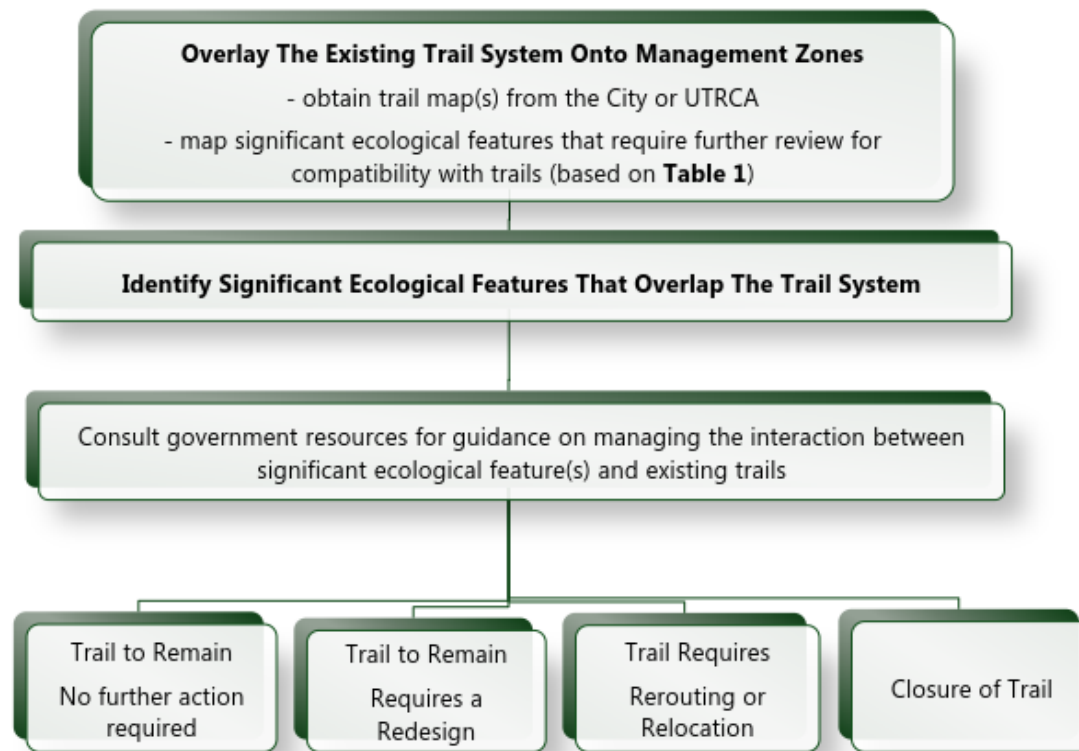 Overlay The Existing Trail System Onto Management Zones
- obtain trail map(s) from the City or UTRCA
- map significant ecological features that require further review for
compatibility with trails (based on Table 1)
Identify Significant Ecological Features That Overlap The Trail System
Consult government resources for guidance on managing the interaction between
significant ecological feature(s) and existing trails
Trail to Remain
No further action
required
Trail to Remain
Requires a
Redesign
Trail Requires
Rerouting or
Relocation
Closure of Trail